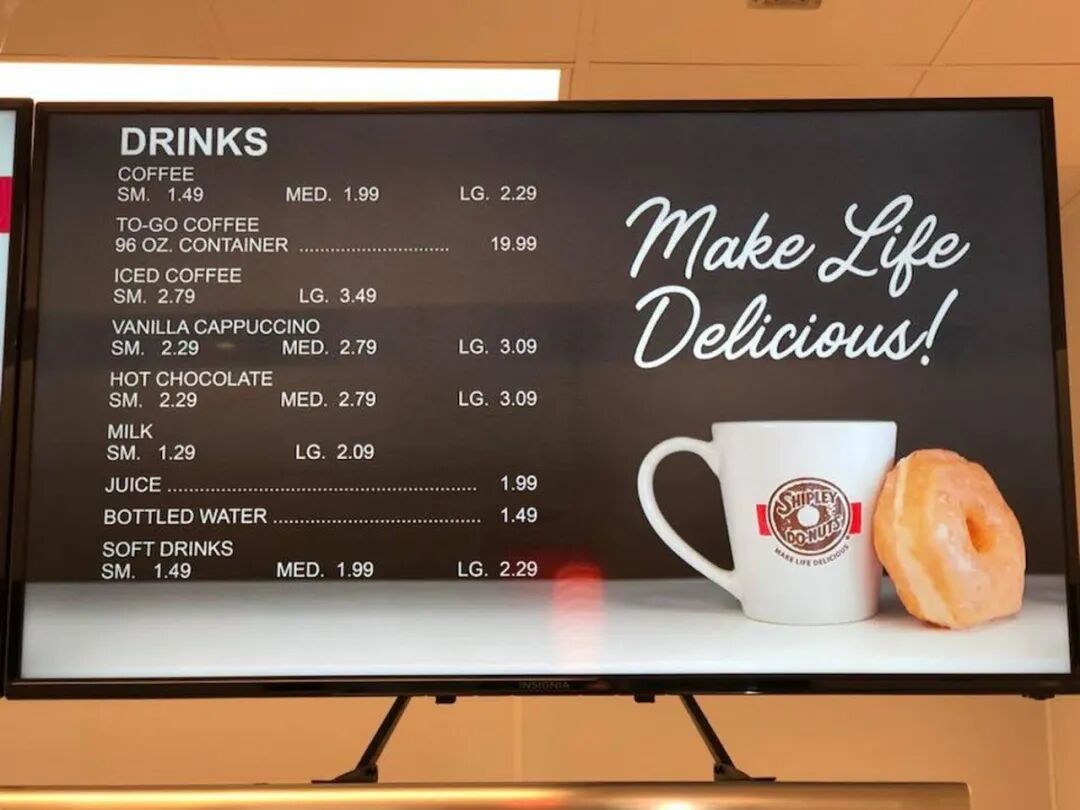 DRINKS
COFFEE
SM. 1.49 MED. 1.99 LG. 2.29
TO-GO COFFEE
96 OZ. CONTAINER .............................. 19.99
ICED COFFEE
SM. 2.79 LG. 3.49
VANILLA CAPPUCCINO
SM. 2.29 MED. 2.79 LG. 3.09
HOT CHOCOLATE
SM. 2.29 MED. 2.79 LG. 3.09
MILK
SM. 1.29 LG. 2.09
JUICE .............................................................. 1.99
BOTTLED WATER .......................................... 1.49
SOFT DRINKS
SM. 1.49 MED. 1.99 LG. 2.29
Make Life
Delicious!
SHIPLEY
DO-NUTS
MAKE LIFE DELICIOUS
INSIGNIA